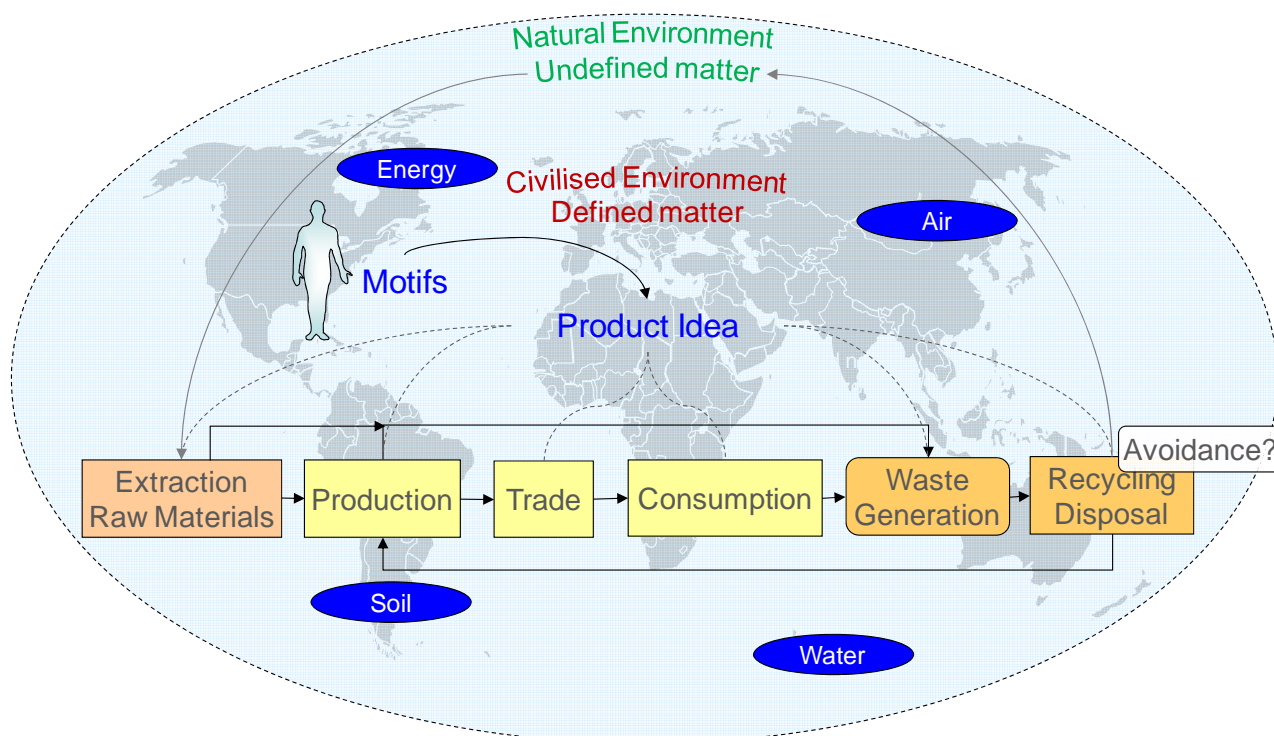 Natural Environment
Undefined matter
Energy
Civilised Environment
Defined matter
Air
Motifs
Product Idea
Avoidance?
Extraction
Raw Materials
Production
Trade
Consumption
Waste
Generation
Recycling
Disposal
Soil
Water